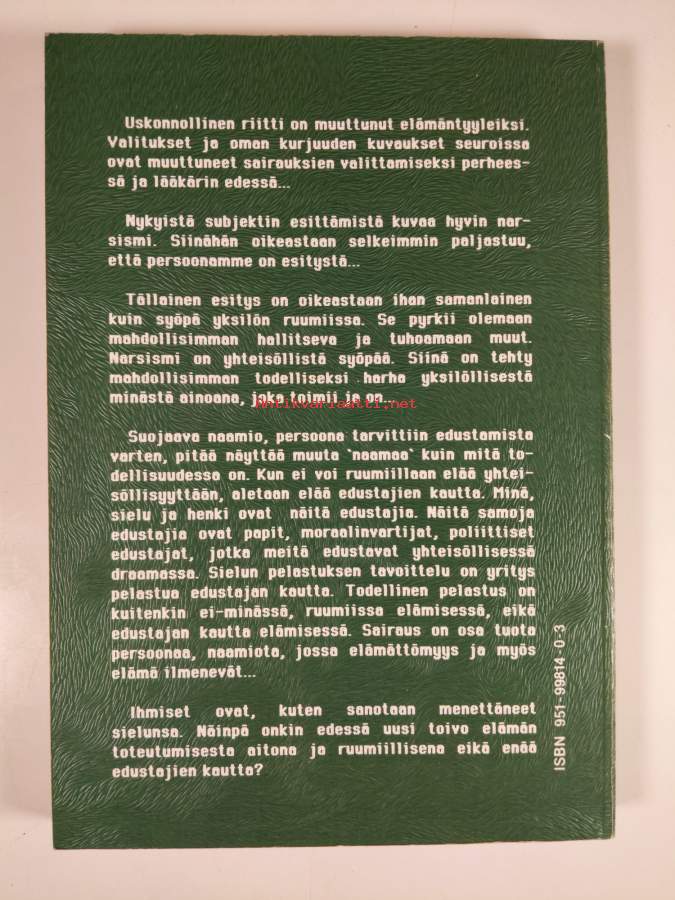 Uskonnollinen riitti on muuttunut elämäntyyleiksi.
Valitukset ja oman kurjuuden kuvaukset seuroissa
ovat muuttuneet sairauksien valittamiseksi perhees-
sä ja lääkärin edessä...
Nykyistä subjektin esittämistä kuvaa hyvin nar-
sismi. Siinähän oikeastaan selkeimmin paljastuu,
että persoonamme on esitystä...
Tällainen esitys on oikeastaan ihan samanlainen
kuin syöpä yksilön ruumiissa. Se pyrkii olemaan
mahdollisimman hallitseva ja tuhoamaan muut.
Narsismi on yhteisöllistä syöpää. Siinä on tehty
mahdollisimman todelliseksi harha yksilöllisestä
minästä ainoana, joka toimii ja on...
Antikvariaatti.net
Suojaava naamio, persoona tarvittiin edustamista
varten, pitää näyttää muuta `naamaa` kuin mitä to-
dellisuudessa on. Kun ei voi ruumiillaan elää yhtei-
söllisyyttään, aletaan elää edustajien kautta. Minä,
sielu ja henki ovat näitä edustajia. Näitä samoja
edustajia ovat papit, moraalinvartijat, poliittiset
edustajat, jotka meitä edustavat yhteisöllisessä
draamassa. Sielun pelastuksen tavoittelu on yritys
pelastua edustajan kautta. Todellinen pelastus on
kuitenkin ei-minässä, ruumiissa elämisessä, eikä
edustajan kautta elämisessä. Sairaus on osa tuota
persoonaa, naamiota, jossa elämättömyys ja myös
elämä ilmenevät...
Ihmiset ovat, kuten sanotaan menettäneet
sielunsa. Näinpä onkin edessä uusi toivo elämän
toteutumisesta aitona ja ruumiillisena eikä enää
edustajien kautta?
ISBN 951-99814-0-3